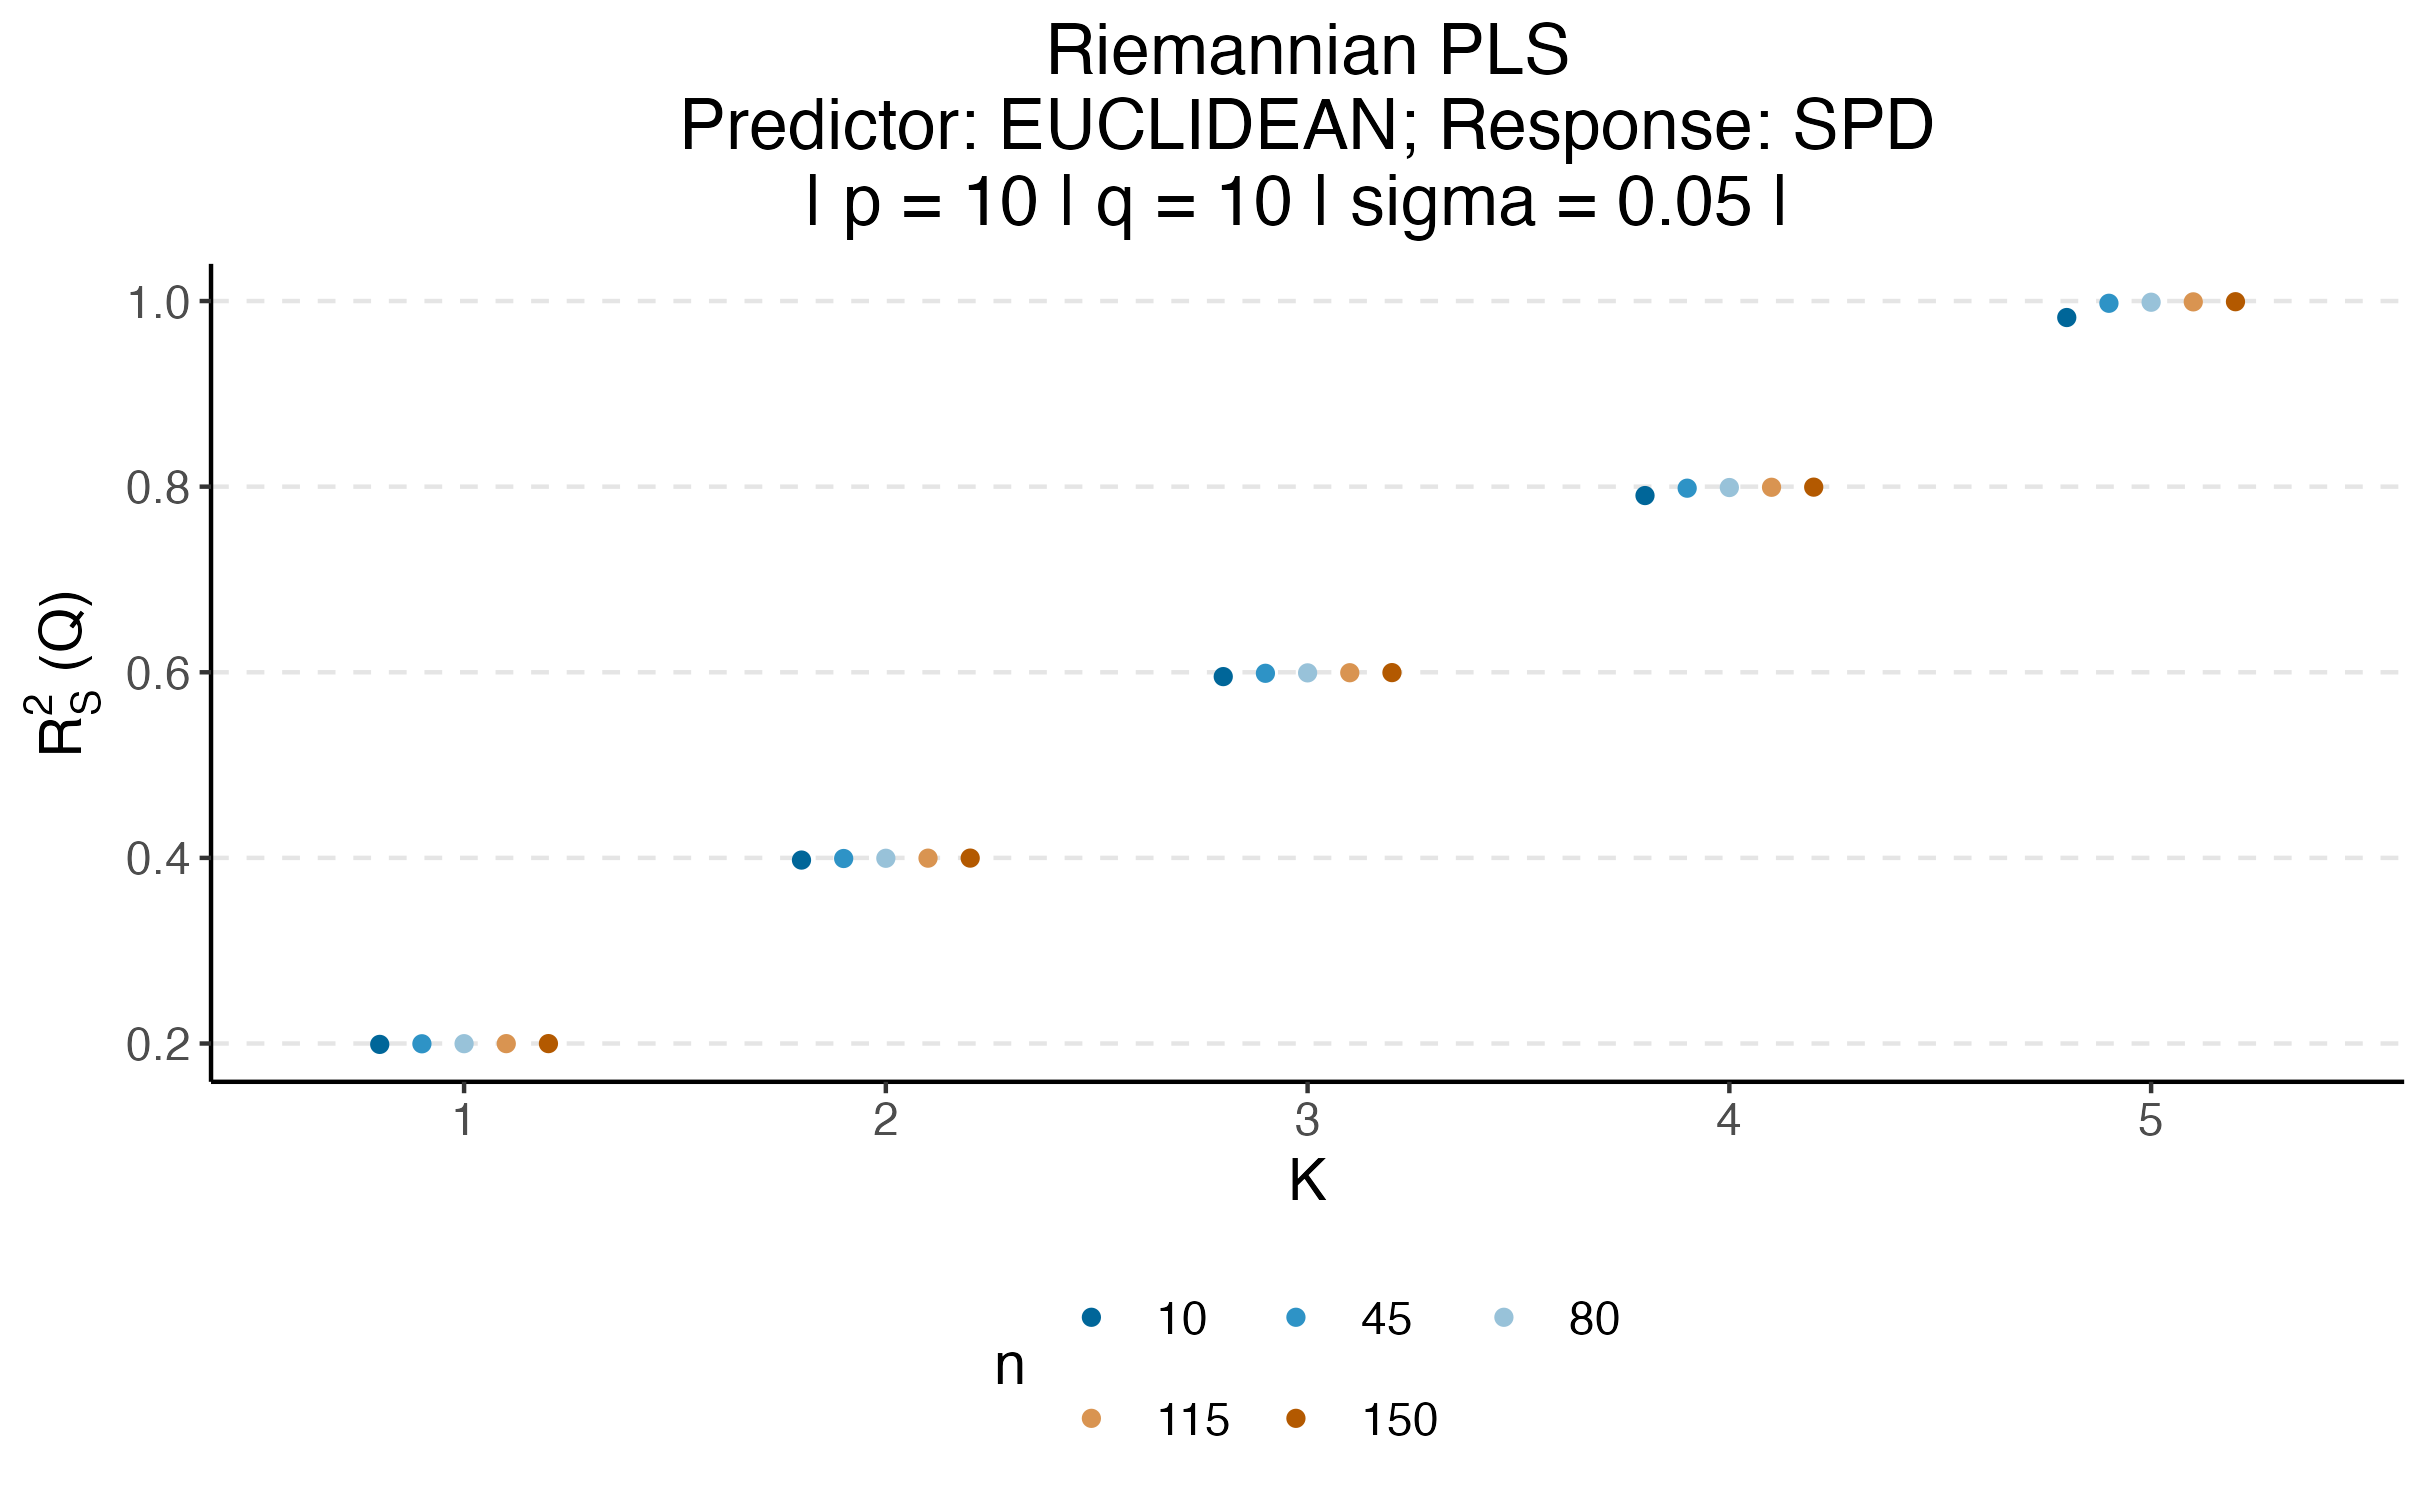 Riemannian PLS
Predictor: EUCLIDEAN; Response: SPD
| p = 10 | q = 10 | sigma = 0.05 |
R²_S (Q)
1.0
0.8
0.6
0.4
0.2
1 2 3 4 5
K
n
10 45 80
115 150